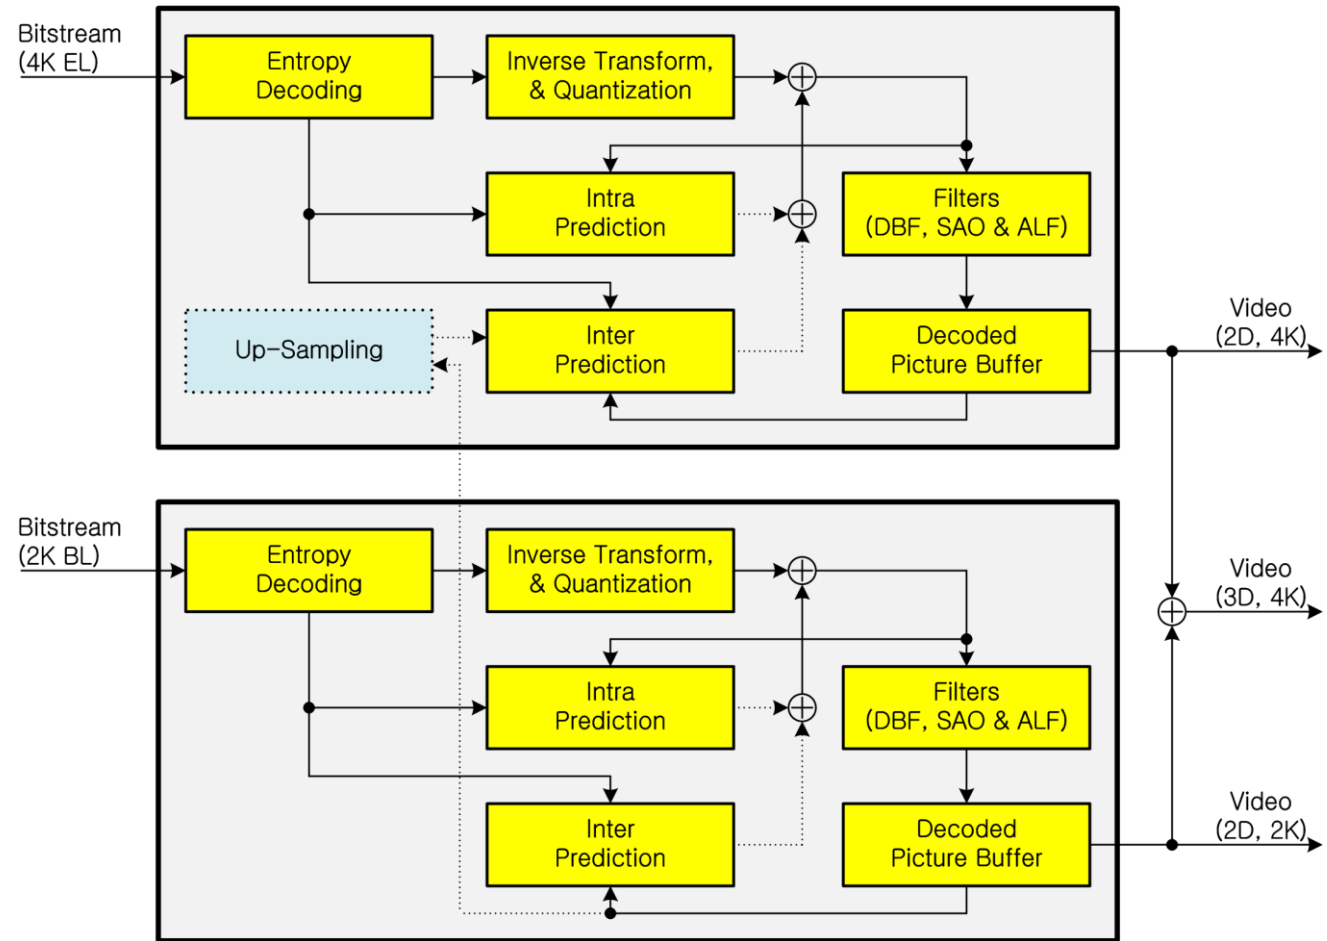 Bitstream
(4K EL)
Entropy
Decoding
Inverse Transform,
& Quantization
Intra
Prediction
Filters
(DBF, SAO & ALF)
Up-Sampling
Inter
Prediction
Decoded
Picture Buffer
Video
(2D, 4K)
Bitstream
(2K BL)
Entropy
Decoding
Inverse Transform,
& Quantization
Video
(3D, 4K)
Intra
Prediction
Filters
(DBF, SAO & ALF)
Inter
Prediction
Decoded
Picture Buffer
Video
(2D, 2K)